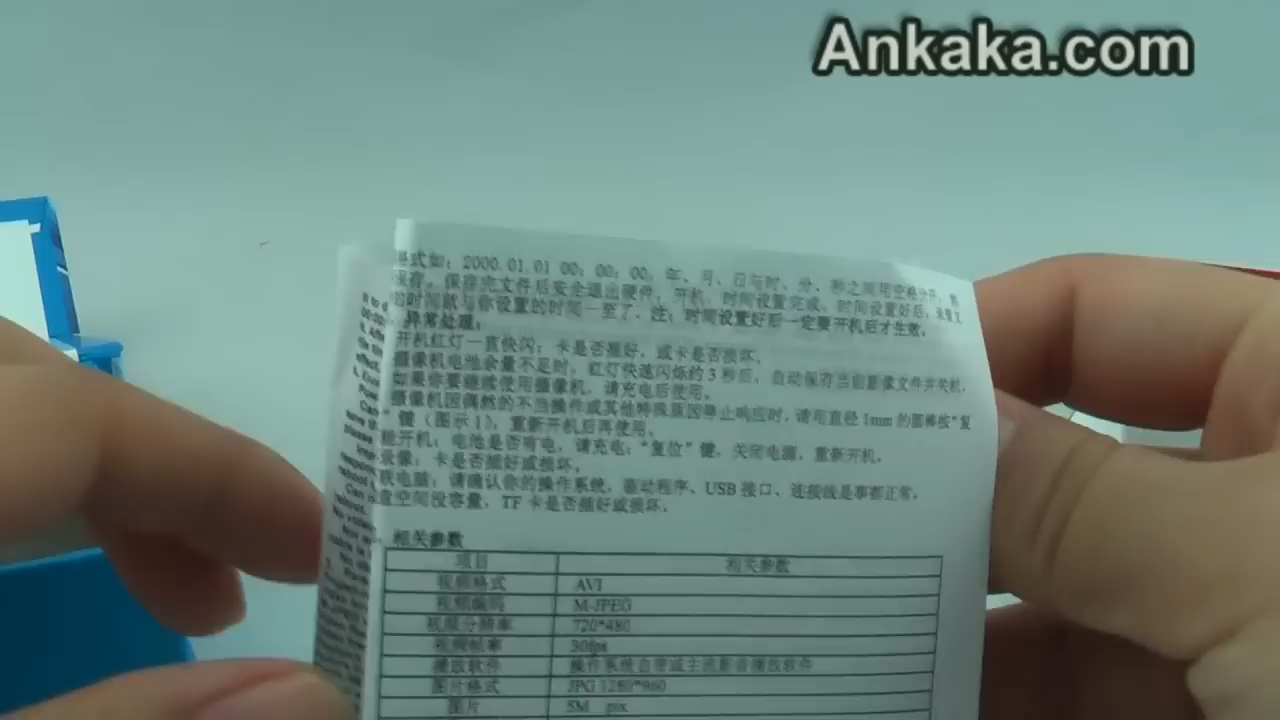 Ankaka.com
式如：2000.01.01 00：00：00，年、月、日与时、分、秒之间用空格分开，
保存，保存完文件后安全退出硬件，开机，时间设置完成，时间设置好后，
时间就与你设置的时间一至了，注：时间设置好后一定要开机后才生效。
异常处理：
开机红灯一直快闪：卡是否插好，或卡是否损坏。
摄像机电池余量不足时，红灯快速闪烁约3秒后，自动保存当前影像文件并关机，
如果你要继续使用摄像机，请充电后使用。
摄像机因偶然的不当操作或其他特殊原因停止响应时，请用直径1mm的圆棒按"复
"键（图示1），重新开机后再使用。
能开机：电池是否有电，请充电；"复位"键，关闭电源，重新开机。
录像：卡是否插好或损坏。
联电脑：请确认你的操作系统，驱动程序、USB接口、连接线是事都正常。
盘空间没容量，TF卡是否插好或损坏。
相关参数
项目 相关参数
视频格式 AVI
视频编码 M-JPEG
视频分辨率 720*480
视频帧率 30fps
播放软件 操作系统自带或主流影音播放软件
图片格式 JPG 1280*960
图片 5M pix